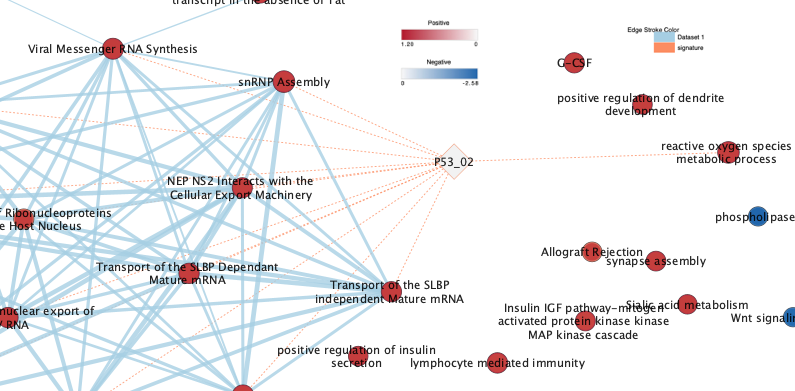 transcript in the absence of Fat
Viral Messenger RNA Synthesis
snRNP Assembly
Positive
1.28 0
Negative
0 -2.58
Edge Stroke Color
Dataset 1
signature
G-CSF
positive regulation of dendrite
development
reactive oxygen species
metabolic process
P53_02
NEP NS2 Interacts with the
Cellular Export Machinery
Ribonucleoproteins
Host Nucleus
phospholipase
Allograft Rejection
synapse assembly
Transport of the SLBP Dependant
Mature mRNA
Transport of the SLBP
independent Mature mRNA
nuclear export of
RNA
Insulin IGF pathway-mitogen
activated protein kinase kinase
MAP kinase cascade
Sialic acid metabolism
Wnt signalin
positive regulation of insulin
secretion
lymphocyte mediated immunity